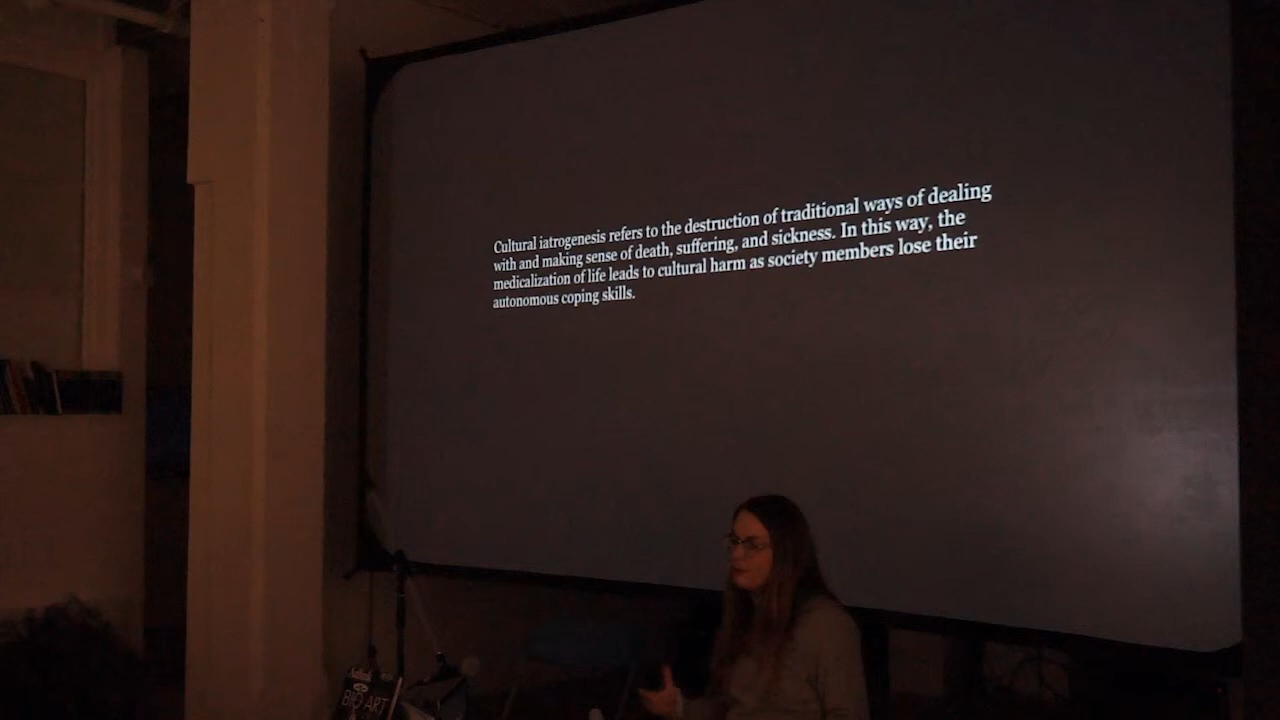 Cultural iatrogenesis refers to the destruction of traditional ways of dealing
with and making sense of death, suffering, and sickness. In this way, the
medicalization of life leads to cultural harm as society members lose their
autonomous coping skills.
ART